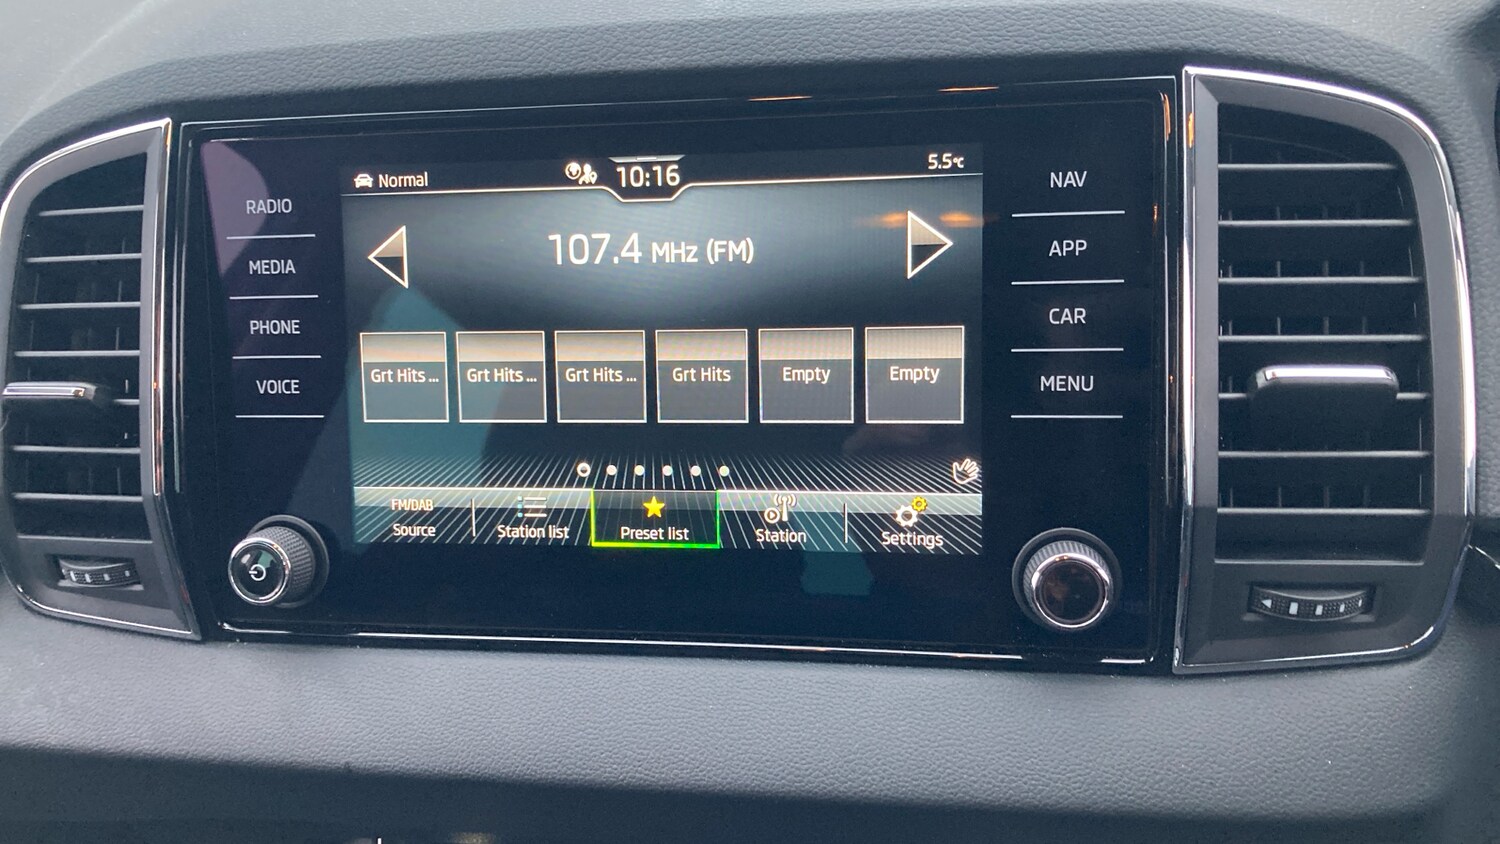 Normal
10:16
5.5°C
RADIO
MEDIA
PHONE
VOICE
107.4 MHz (FM)
Grt Hits ...
Grt Hits ...
Grt Hits ...
Grt Hits
Empty
Empty
FM/DAB
Source
Station list
Preset list
Station
Settings
NAV
APP
CAR
MENU